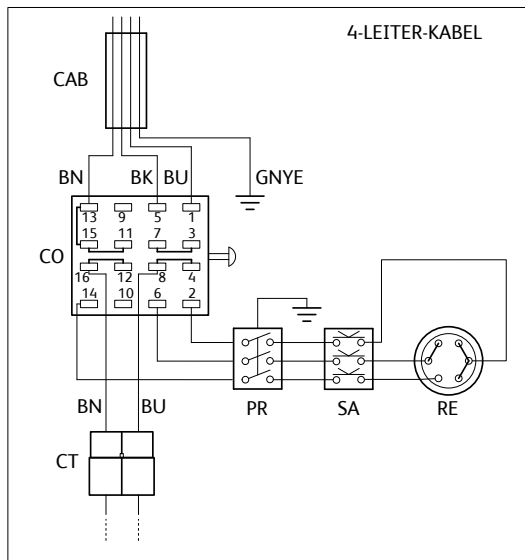 4-LEITER-KABEL
CAB
BN BK BU GNYE
13 9 5 1
15 11 7 3
CO
16 12 8 4
14 10 6 2
BN BU PR SA RE
CT